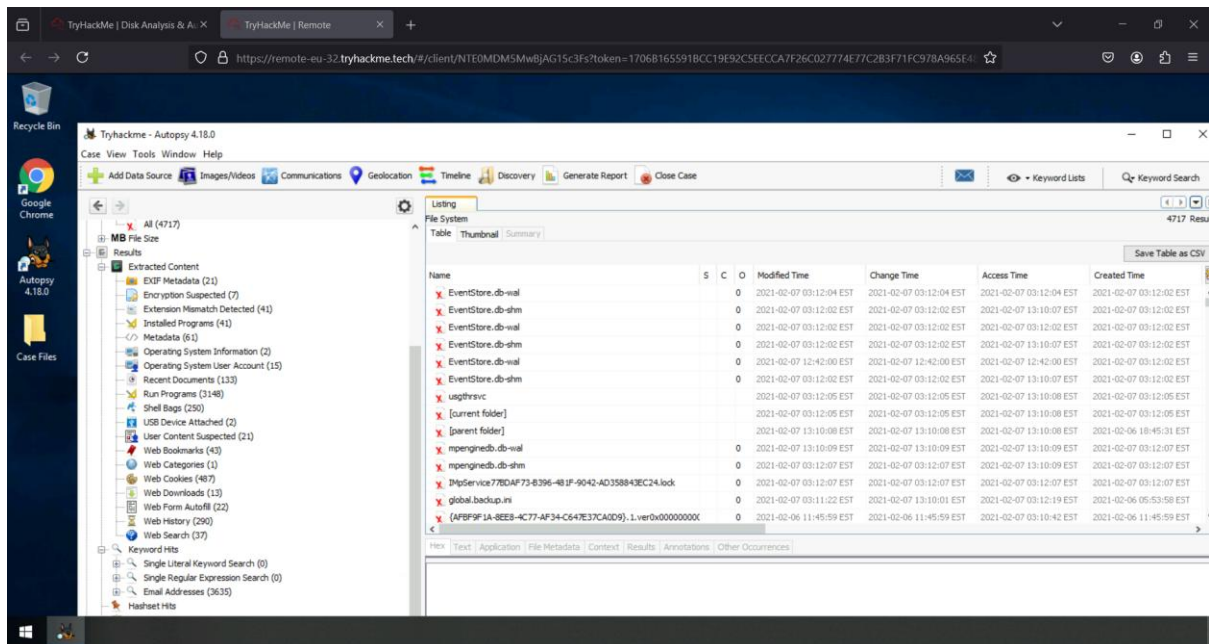 TryHackMe | Disk Analysis & Au
TryHackMe | Remote
https://remote-eu-32.tryhackme.tech/#/client/
Recycle Bin
Google Chrome
Autopsy 4.18.0
Case Files
Tryhackme - Autopsy 4.18.0
Case View Tools Window Help
Add Data Source Images/Videos Communications Geolocation Timeline Discovery Generate Report Close Case Keyword Lists Keyword Search
All (4717)
MB File Size
Results
Extracted Content
EXIF Metadata (21)
Encryption Suspected (7)
Extension Mismatch Detected (41)
Installed Programs (41)
Metadata (61)
Operating System Information (2)
Operating System User Account (15)
Recent Documents (133)
Run Programs (3148)
Shell Bags (250)
USB Device Attached (2)
User Content Suspected (21)
Web Bookmarks (43)
Web Categories (1)
Web Cookies (487)
Web Downloads (13)
Web Form Autofill (22)
Web History (290)
Web Search (37)
Keyword Hits
Single Literal Keyword Search (0)
Single Regular Expression Search (0)
Email Addresses (3635)
Hashset Hits
Listing
File System
4717 Resu
Table Thumbnail Summary
Save Table as CSV
Name S C O Modified Time Change Time Access Time Created Time
EventStore.db-wal 0 2021-02-07 03:12:04 EST 2021-02-07 03:12:04 EST 2021-02-07 03:12:04 EST 2021-02-07 03:12:02 EST
EventStore.db-shm 0 2021-02-07 03:12:02 EST 2021-02-07 03:12:02 EST 2021-02-07 13:10:07 EST 2021-02-07 03:12:02 EST
EventStore.db-wal 0 2021-02-07 03:12:02 EST 2021-02-07 03:12:02 EST 2021-02-07 03:12:02 EST 2021-02-07 03:12:02 EST
EventStore.db-shm 0 2021-02-07 03:12:02 EST 2021-02-07 03:12:02 EST 2021-02-07 13:10:07 EST 2021-02-07 03:12:02 EST
EventStore.db-wal 0 2021-02-07 12:42:00 EST 2021-02-07 12:42:00 EST 2021-02-07 12:42:00 EST 2021-02-07 03:12:02 EST
EventStore.db-shm 0 2021-02-07 03:12:02 EST 2021-02-07 03:12:02 EST 2021-02-07 13:10:07 EST 2021-02-07 03:12:02 EST
usgthrsvc 2021-02-07 03:12:05 EST 2021-02-07 03:12:05 EST 2021-02-07 13:10:08 EST 2021-02-07 03:12:05 EST
[current folder] 2021-02-07 03:12:05 EST 2021-02-07 03:12:05 EST 2021-02-07 13:10:08 EST 2021-02-07 03:12:05 EST
[parent folder] 2021-02-07 13:10:08 EST 2021-02-07 13:10:08 EST 2021-02-07 13:10:08 EST 2021-02-06 18:45:31 EST
mpenginedb.db-wal 0 2021-02-07 13:10:09 EST 2021-02-07 13:10:09 EST 2021-02-07 13:10:09 EST 2021-02-07 03:12:07 EST
mpenginedb.db-shm 0 2021-02-07 03:12:07 EST 2021-02-07 03:12:07 EST 2021-02-07 13:10:09 EST 2021-02-07 03:12:07 EST
IMpService77BDAF73-B396-481F-9042-AD358843EC24.lock 0 2021-02-07 03:12:07 EST 2021-02-07 03:12:07 EST 2021-02-07 03:12:07 EST 2021-02-07 03:12:07 EST
global.backup.ini 0 2021-02-07 03:11:22 EST 2021-02-07 13:10:01 EST 2021-02-07 03:12:19 EST 2021-02-06 05:53:58 EST
{AFBF9F1A-8EE8-4C77-AF34-C647E37CA0D9}.1.ver0x00000000( 0 2021-02-06 11:45:59 EST 2021-02-06 11:45:59 EST 2021-02-07 03:10:42 EST 2021-02-06 11:45:59 EST
Hex Text Application File Metadata Context Results Annotations Other Occurrences